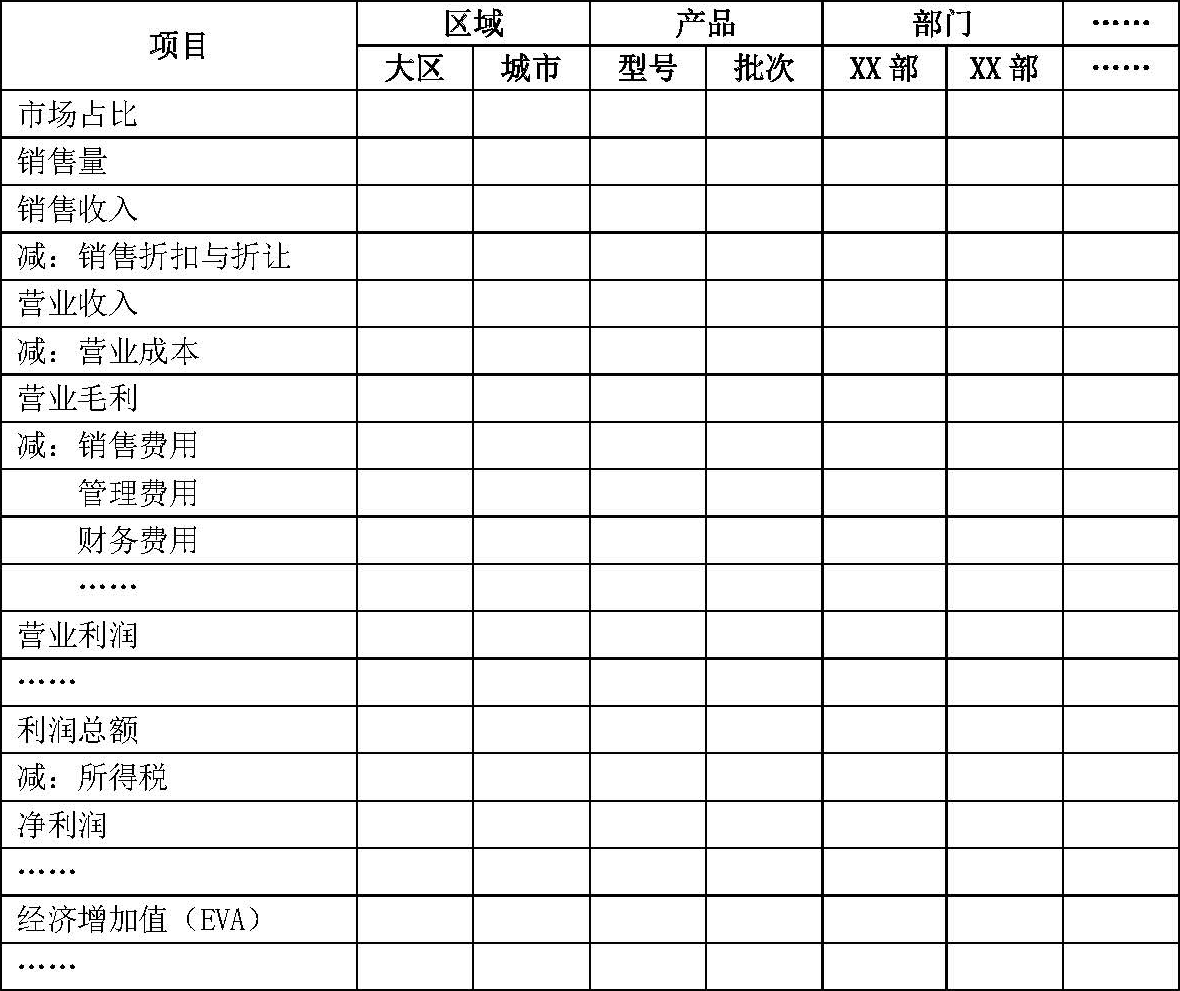 项目 区域 产品 部门 ……
大区 城市 型号 批次 XX 部 XX 部 ……
市场占比
销售量
销售收入
减：销售折扣与折让
营业收入
减：营业成本
营业毛利
减：销售费用
管理费用
财务费用
……
营业利润
……
利润总额
减：所得税
净利润
……
经济增加值（EVA）
……